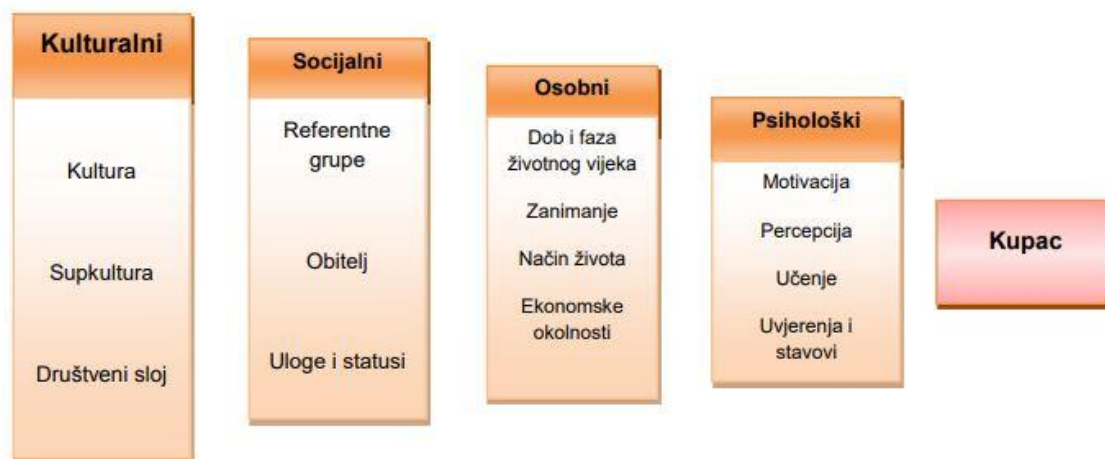 Kulturalni
Kultura
Supkultura
Društveni sloj
Socijalni
Referentne
grupe
Obitelj
Uloge i statusi
Osobni
Dob i faza
životnog vijeka
Zanimanje
Način života
Ekonomske
okolnosti
Psihološki
Motivacija
Percepcija
Učenje
Uvjerenja i
stavovi
Kupac